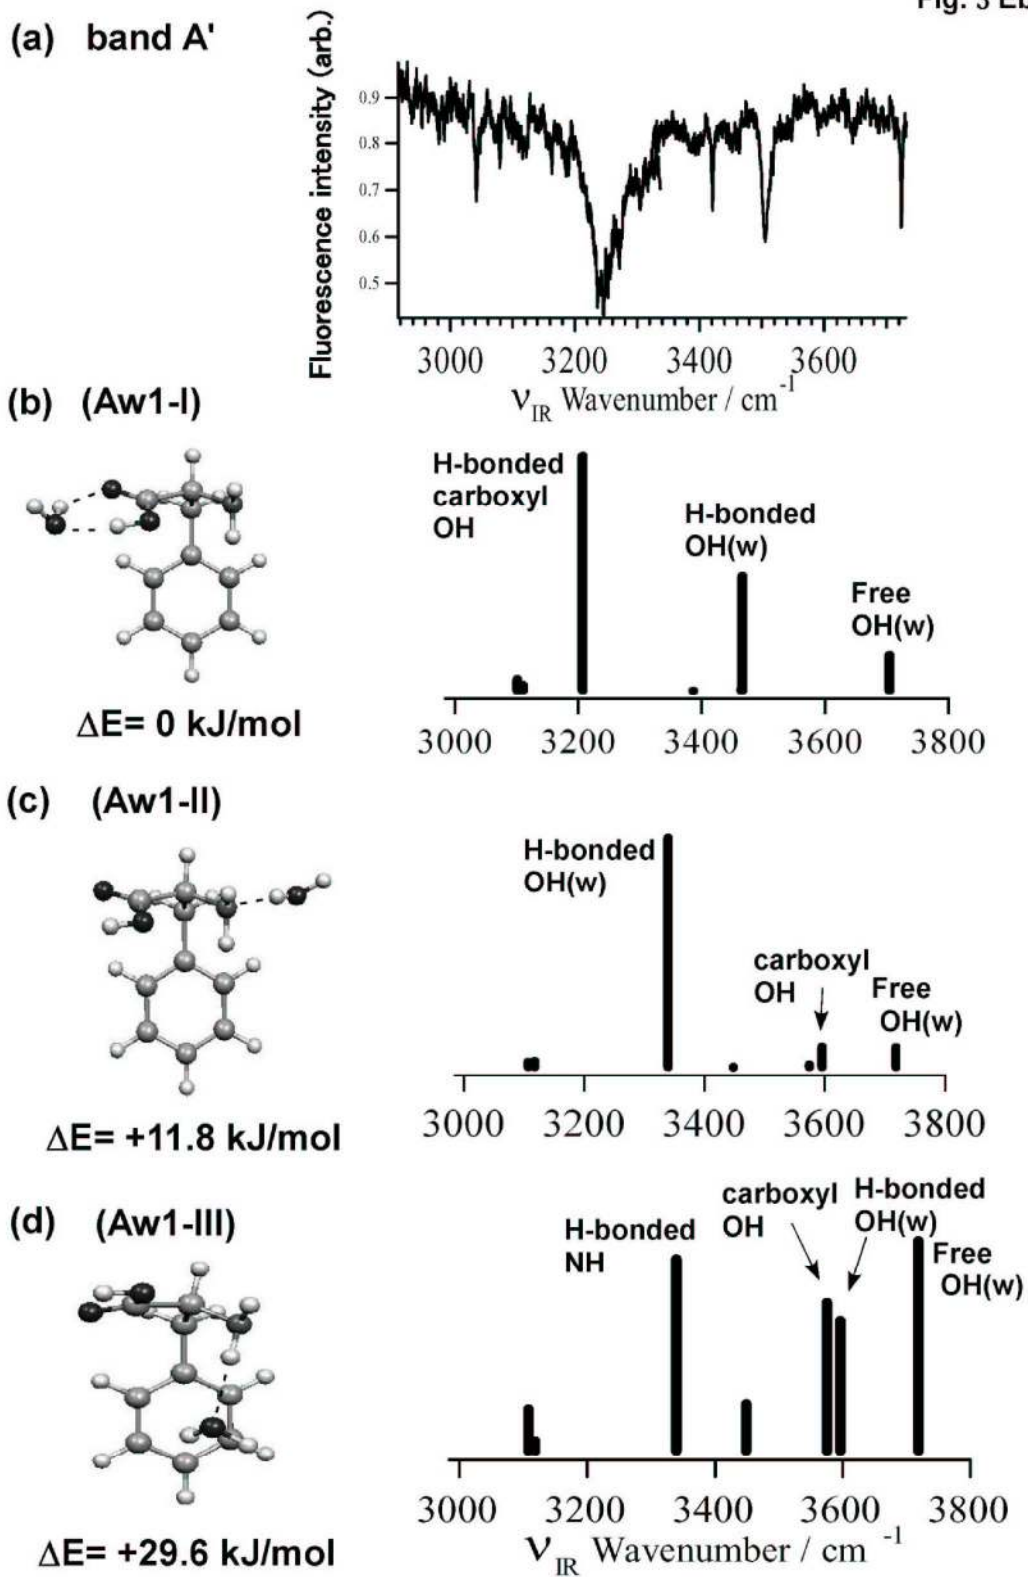 Fig. 3 Eb
(a) band A'
Fluorescence intensity (arb.)
0.9
0.8
0.7
0.6
0.5
3000 3200 3400 3600
νIR Wavenumber / cm-1
(b) (Aw1-I)
H-bonded
carboxyl
OH
H-bonded
OH(w)
Free
OH(w)
3000 3200 3400 3600 3800
ΔE= 0 kJ/mol
(c) (Aw1-II)
H-bonded
OH(w)
carboxyl
OH
Free
OH(w)
3000 3200 3400 3600 3800
ΔE= +11.8 kJ/mol
(d) (Aw1-III)
H-bonded
NH
carboxyl
OH
H-bonded
OH(w)
Free
OH(w)
3000 3200 3400 3600 3800
νIR Wavenumber / cm -1
ΔE= +29.6 kJ/mol